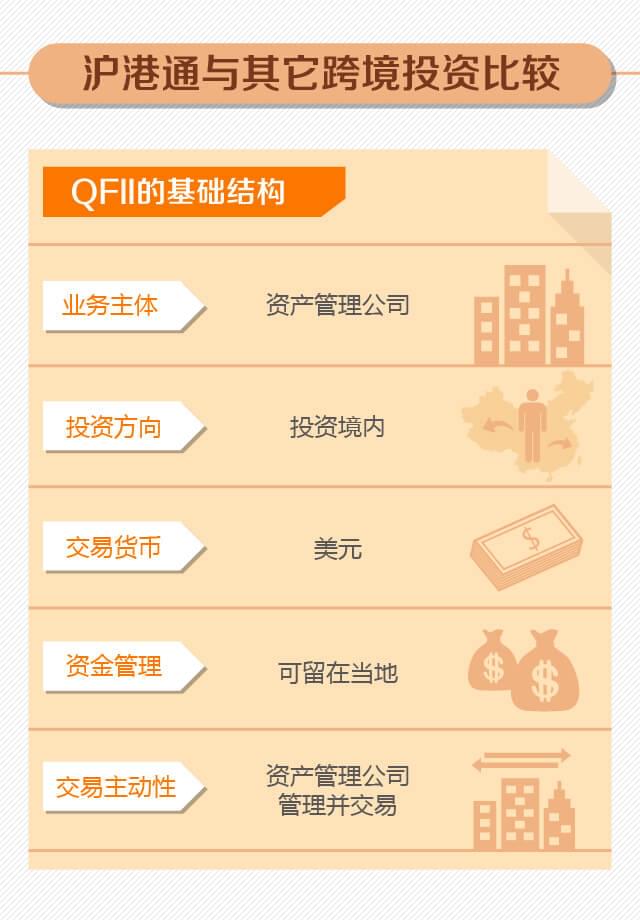 沪港通与其它跨境投资比较
QFII的基础结构
业务主体
资产管理公司
投资方向
投资境内
交易货币
美元
$
资金管理
可留在当地
$ $
交易主动性
资产管理公司
管理并交易